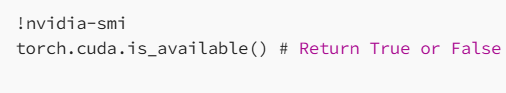 !nvidia-smi
torch.cuda.is_available() # Return True or False